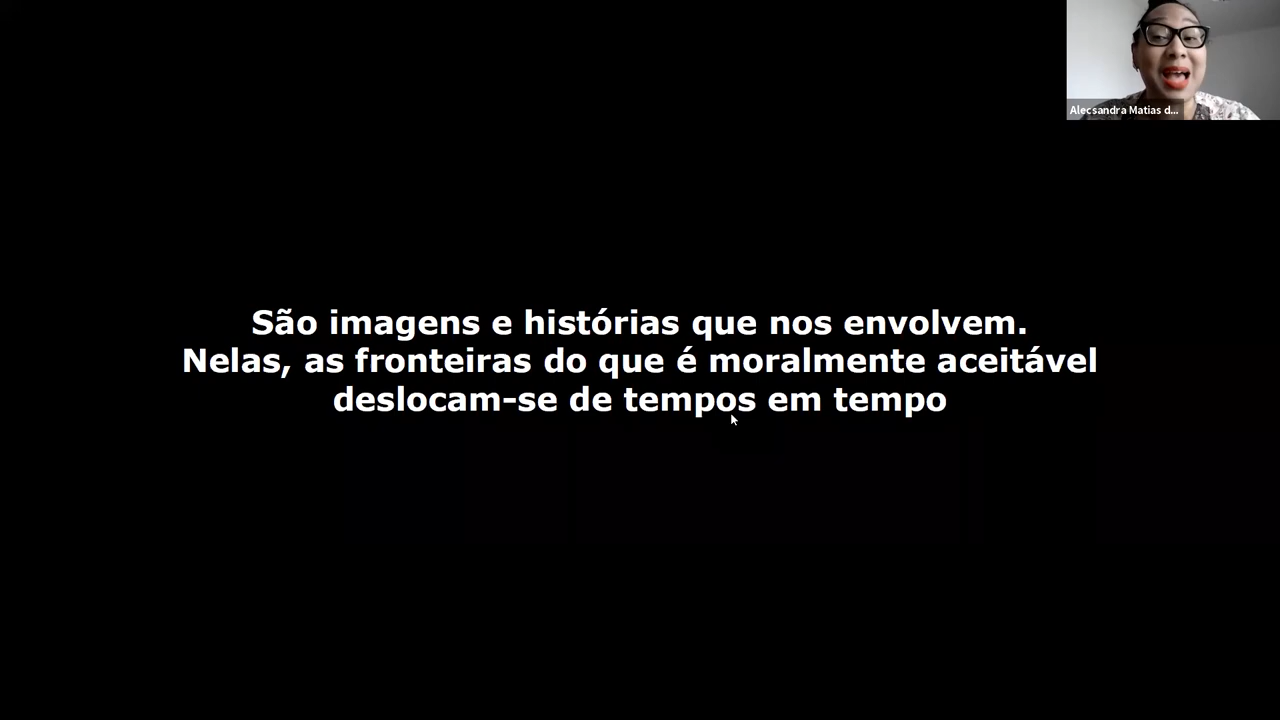 Alecsandra Matias d...
São imagens e histórias que nos envolvem.
Nelas, as fronteiras do que é moralmente aceitável
deslocam-se de tempos em tempo